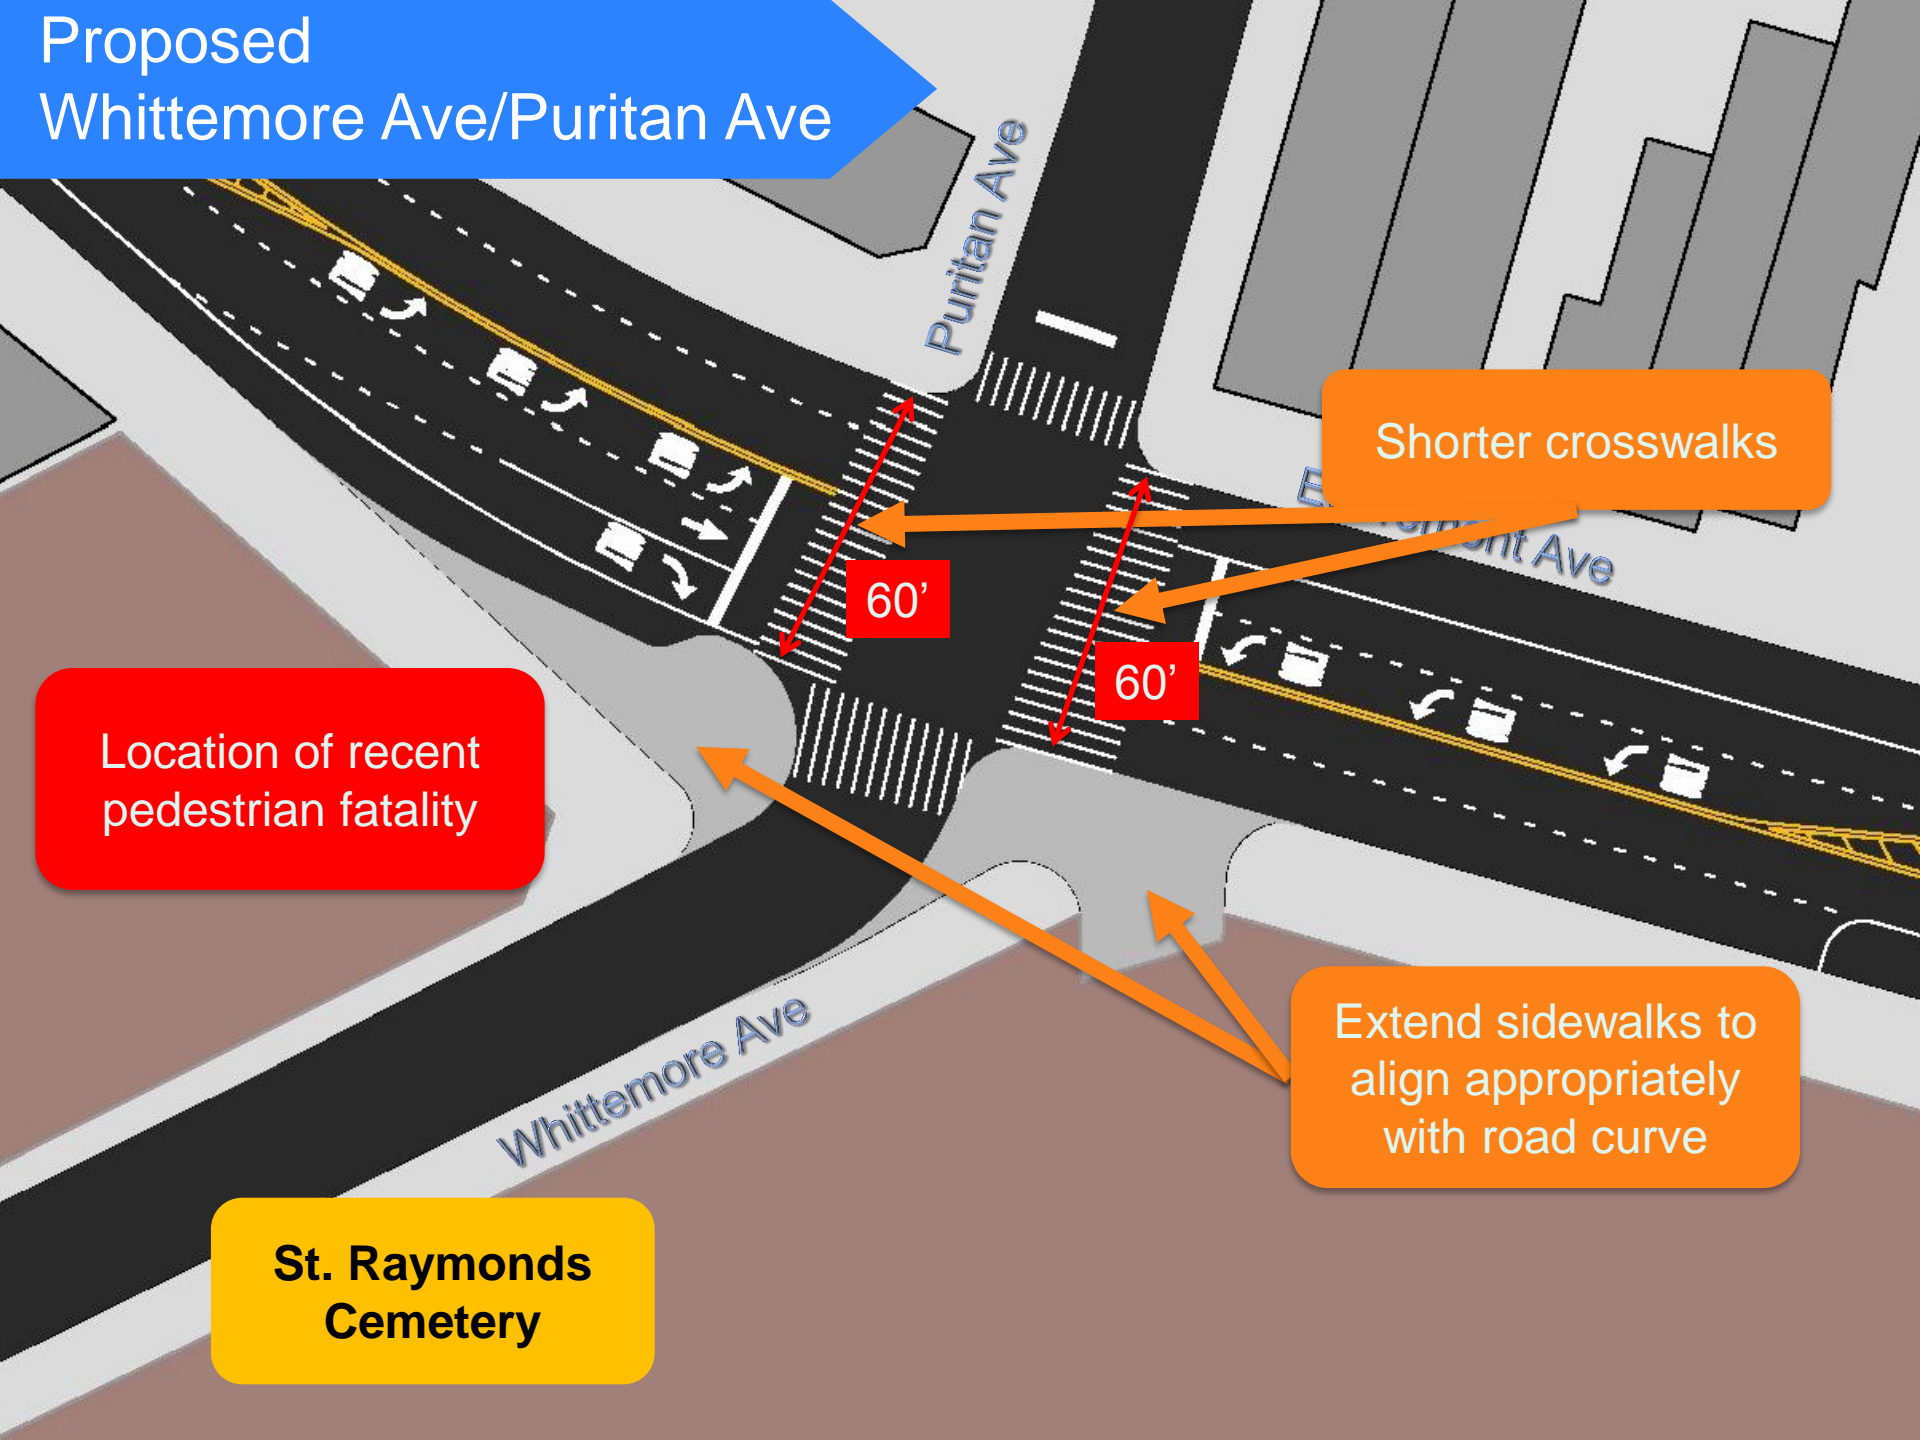 Proposed
Whittemore Ave/Puritan Ave
Puritan Ave
Shorter crosswalks
Ave
60’
60’
Location of recent
pedestrian fatality
Extend sidewalks to
align appropriately
with road curve
Whittemore Ave
St. Raymonds
Cemetery